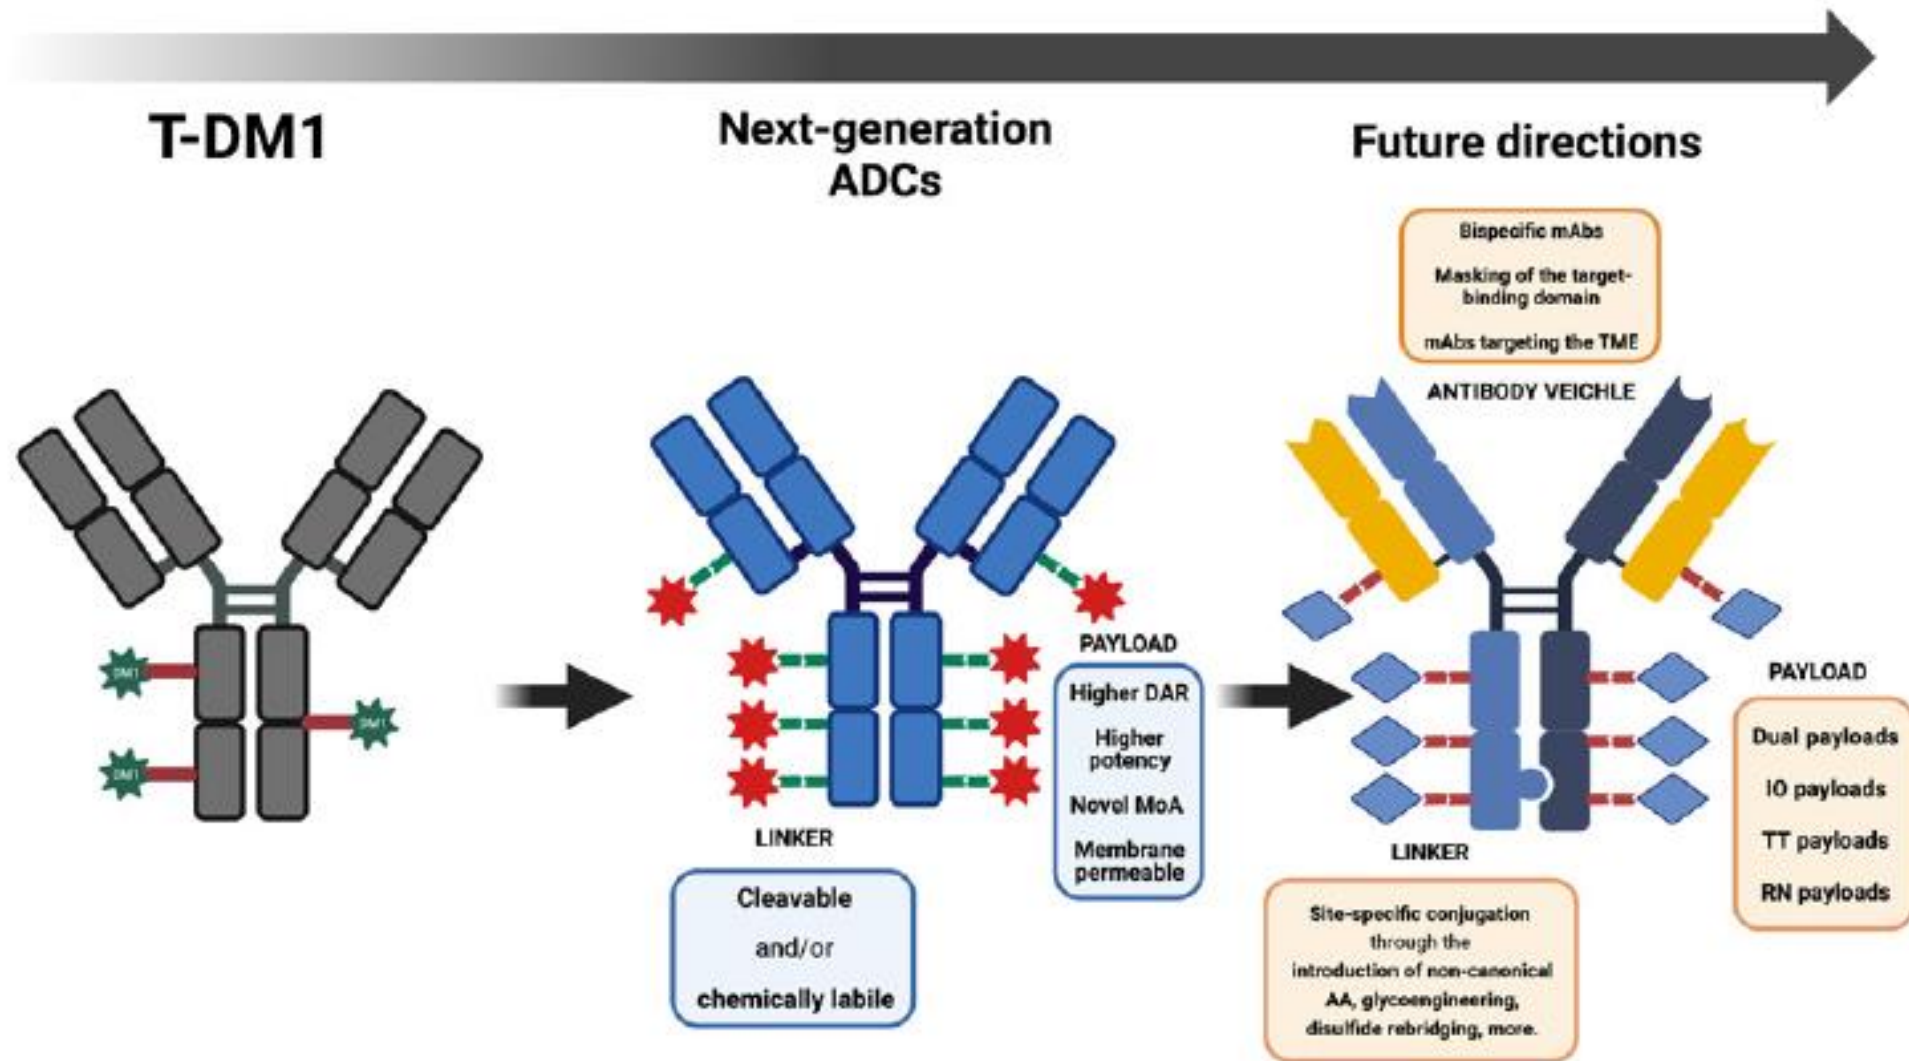 T-DM1
Next-generation
ADCs
Future directions
Bispecific mAbs
Masking of the target-
binding domain
mAbs targeting the TME
ANTIBODY VEICHLE
DM1
DM1
DM1
PAYLOAD
Higher DAR
Higher
potency
Novel MoA
Membrane
permeable
LINKER
Cleavable
and/or
chemically labile
PAYLOAD
Dual payloads
IO payloads
TT payloads
RN payloads
LINKER
Site-specific conjugation
through the
introduction of non-canonical
AA, glycoengineering,
disulfide rebridging, more.